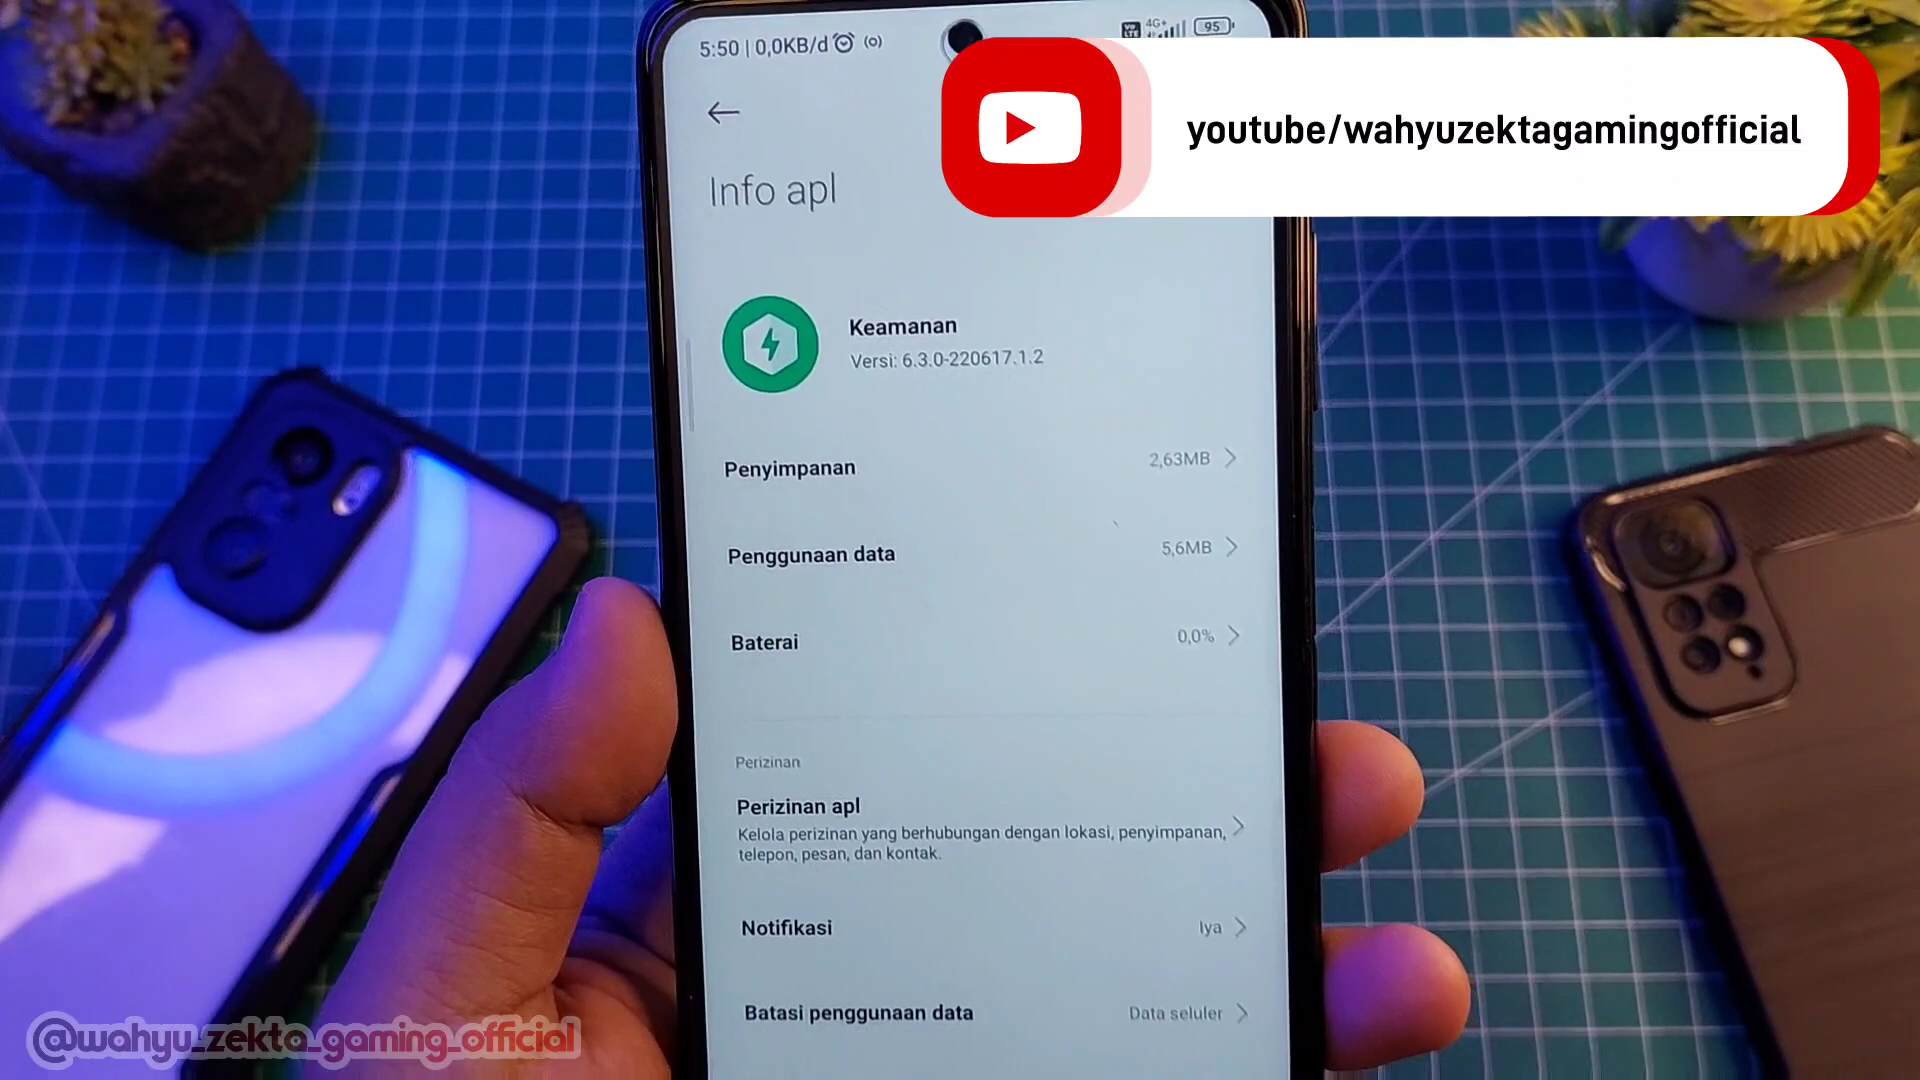 5:50 | 0,0KB/d
4G+
95
youtube/wahyuzektagamingofficial
Info apl
Keamanan
Versi: 6.3.0-220617.1.2
Penyimpanan
2,63MB
Penggunaan data
5,6MB
Baterai
0,0%
Perizinan
Perizinan apl
Kelola perizinan yang berhubungan dengan lokasi, penyimpanan,
telepon, pesan, dan kontak.
Notifikasi
Iya
Batasi penggunaan data
Data seluler
@wahyu_zekta_gaming_official